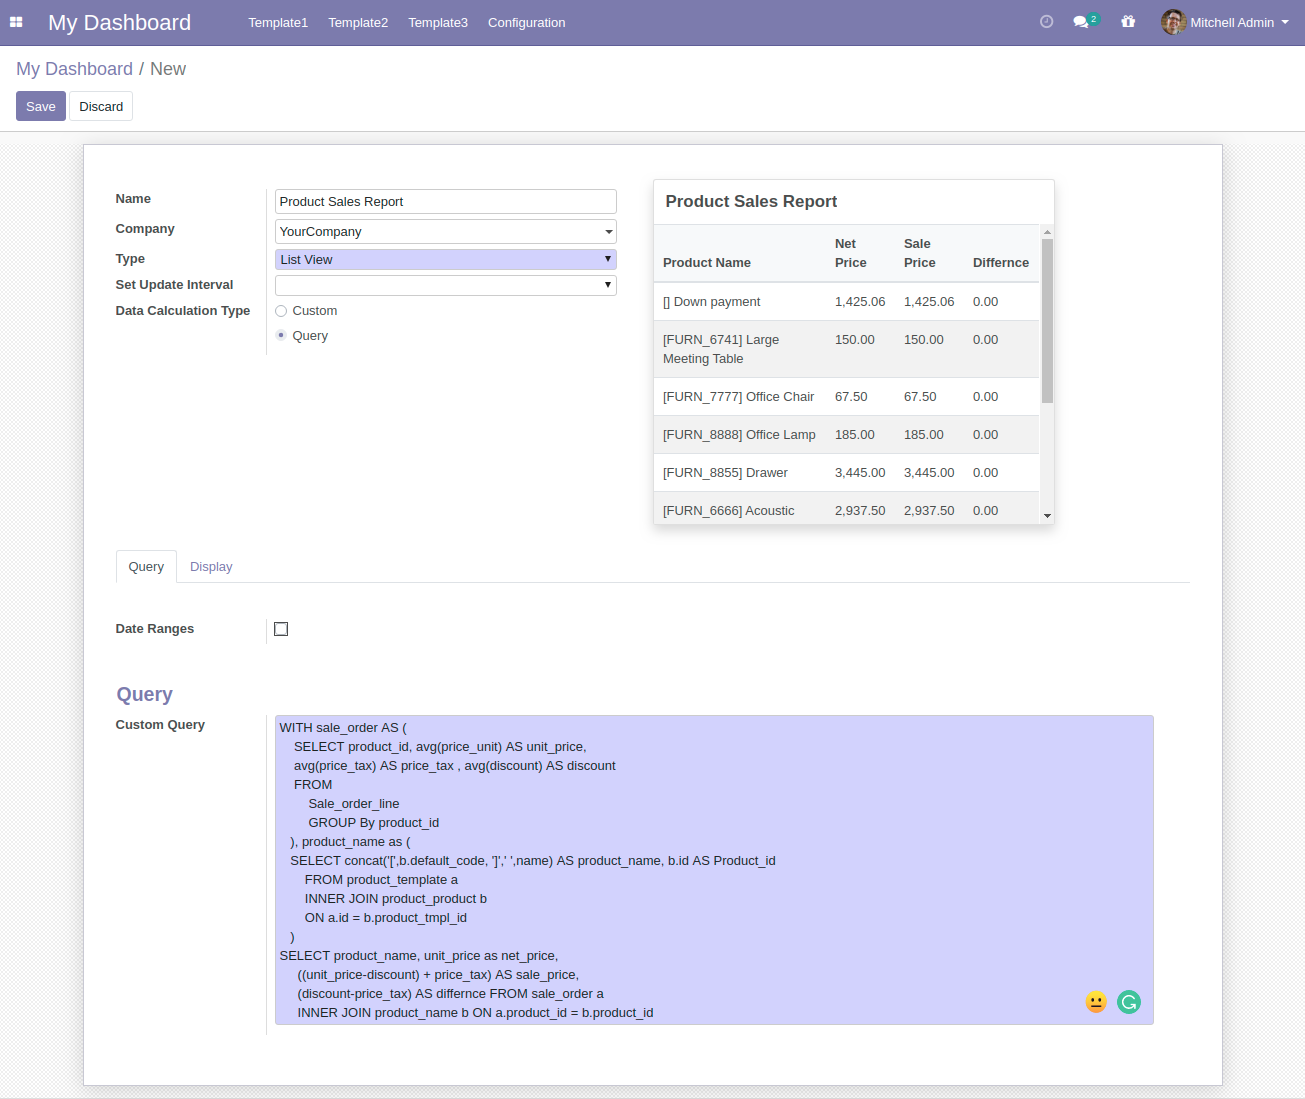 My Dashboard Template1 Template2 Template3 Configuration 2 Mitchell Admin
My Dashboard / New
Save Discard
Name Product Sales Report
Company YourCompany
Type List View
Set Update Interval
Data Calculation Type Custom
Query
Product Sales Report
Product Name Net Price Sale Price Differnce
[] Down payment 1,425.06 1,425.06 0.00
[FURN_6741] Large Meeting Table 150.00 150.00 0.00
[FURN_7777] Office Chair 67.50 67.50 0.00
[FURN_8888] Office Lamp 185.00 185.00 0.00
[FURN_8855] Drawer 3,445.00 3,445.00 0.00
[FURN_6666] Acoustic 2,937.50 2,937.50 0.00
Query Display
Date Ranges
Query
Custom Query
WITH sale_order AS (
SELECT product_id, avg(price_unit) AS unit_price,
avg(price_tax) AS price_tax , avg(discount) AS discount
FROM
Sale_order_line
GROUP By product_id
), product_name as (
SELECT concat('[',b.default_code, ']',' ',name) AS product_name, b.id AS Product_id
FROM product_template a
INNER JOIN product_product b
ON a.id = b.product_tmpl_id
)
SELECT product_name, unit_price as net_price,
((unit_price-discount) + price_tax) AS sale_price,
(discount-price_tax) AS differnce FROM sale_order a
INNER JOIN product_name b ON a.product_id = b.product_id